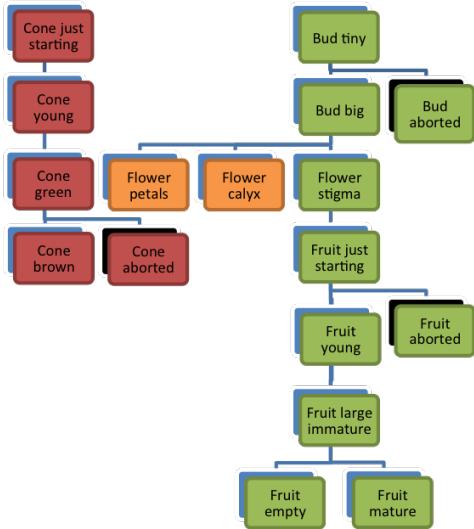 Cone just
starting
Bud tiny
Cone
young
Bud big
Bud
aborted
Cone
green
Flower
petals
Flower
calyx
Flower
stigma
Cone
brown
Cone
aborted
Fruit just
starting
Fruit
young
Fruit
aborted
Fruit large
immature
Fruit
empty
Fruit
mature